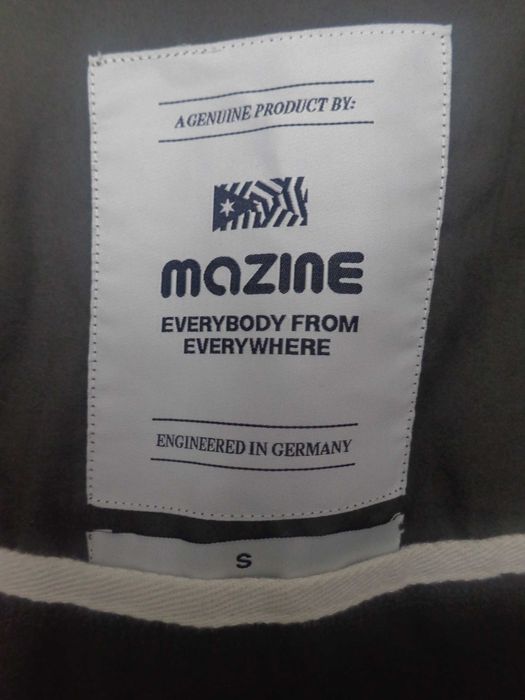 A GENUINE PRODUCT BY:
mazine
EVERYBODY FROM
EVERYWHERE
ENGINEERED IN GERMANY
S